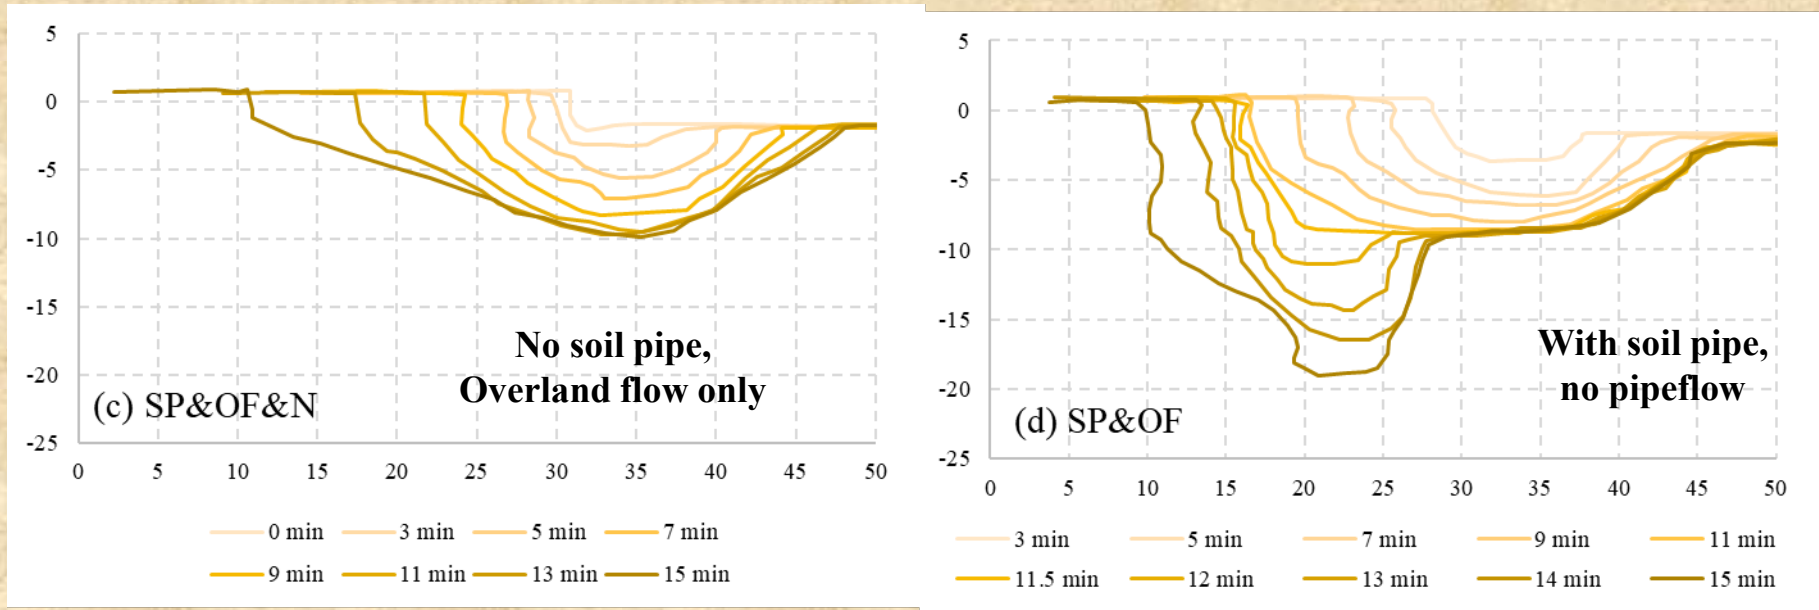 5
0
-5
-10
-15
-20
-25
0 5 10 15 20 25 30 35 40 45 50
No soil pipe,
Overland flow only
(c) SP&OF&N
0 min 3 min 5 min 7 min
9 min 11 min 13 min 15 min
5
0
-5
-10
-15
-20
-25
0 5 10 15 20 25 30 35 40 45 50
With soil pipe,
no pipeflow
(d) SP&OF
3 min 5 min 7 min 9 min 11 min
11.5 min 12 min 13 min 14 min 15 min